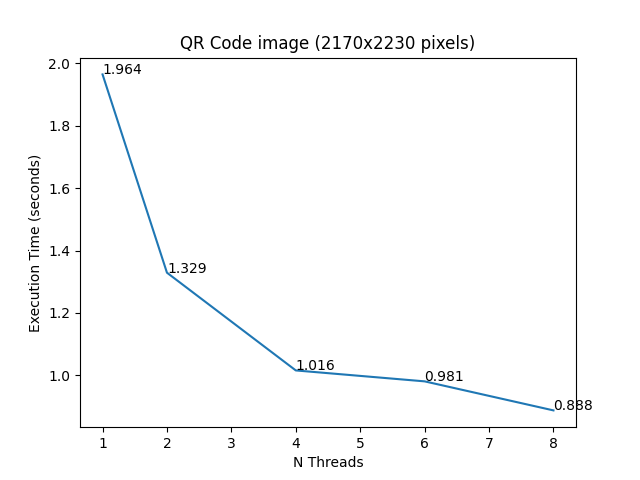 QR Code image (2170x2230 pixels)
Execution Time (seconds)
2.0
1.8
1.6
1.4
1.2
1.0
1.964
1.329
1.016
0.981
0.888
1 2 3 4 5 6 7 8
N Threads